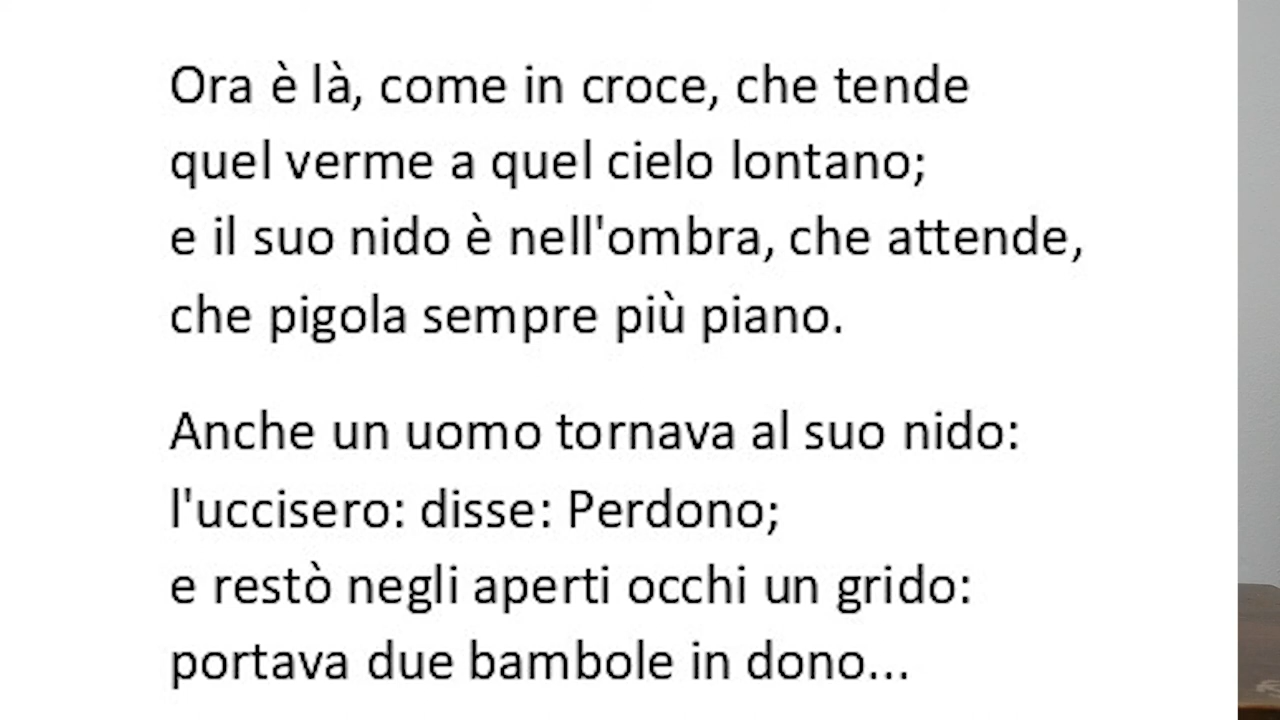 Ora è là, come in croce, che tende
quel verme a quel cielo lontano;
e il suo nido è nell'ombra, che attende,
che pigola sempre più piano.
Anche un uomo tornava al suo nido:
l'uccisero: disse: Perdono;
e restò negli aperti occhi un grido:
portava due bambole in dono...